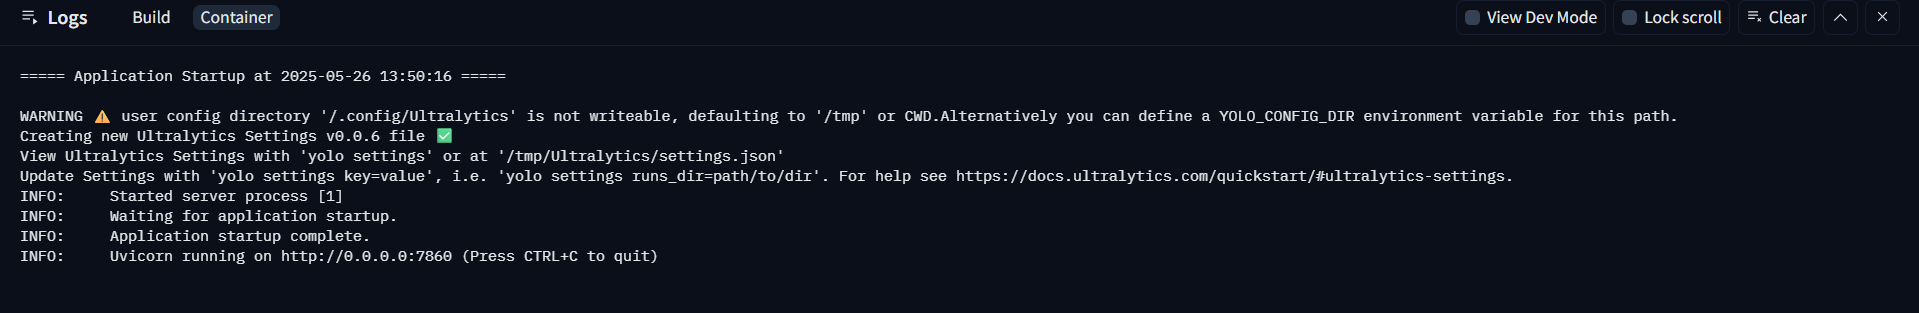 Logs Build Container View Dev Mode Lock scroll Clear
===== Application Startup at 2025-05-26 13:50:16 =====
WARNING ⚠️ user config directory '/.config/Ultralytics' is not writeable, defaulting to '/tmp' or CWD.Alternatively you can define a YOLO_CONFIG_DIR environment variable for this path.
Creating new Ultralytics Settings v0.0.6 file ✅
View Ultralytics Settings with 'yolo settings' or at '/tmp/Ultralytics/settings.json'
Update Settings with 'yolo settings key=value', i.e. 'yolo settings runs_dir=path/to/dir'. For help see https://docs.ultralytics.com/quickstart/#ultralytics-settings.
INFO:     Started server process [1]
INFO:     Waiting for application startup.
INFO:     Application startup complete.
INFO:     Uvicorn running on http://0.0.0.0:7860 (Press CTRL+C to quit)